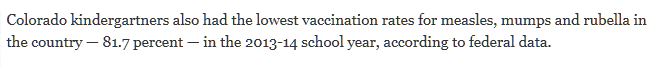 Colorado kindergartners also had the lowest vaccination rates for measles, mumps and rubella in
the country — 81.7 percent — in the 2013-14 school year, according to federal data.